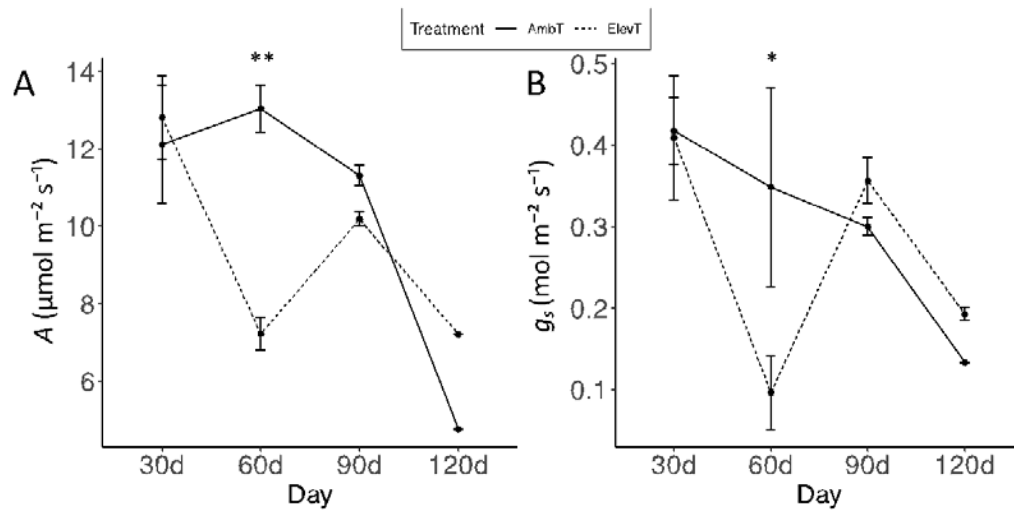 Treatment AmbT ElevT
A
**
14
12
10
8
6
A (µmol m⁻² s⁻¹)
30d 60d 90d 120d
Day
B
*
0.5
0.4
0.3
0.2
0.1
gₛ (mol m⁻² s⁻¹)
30d 60d 90d 120d
Day